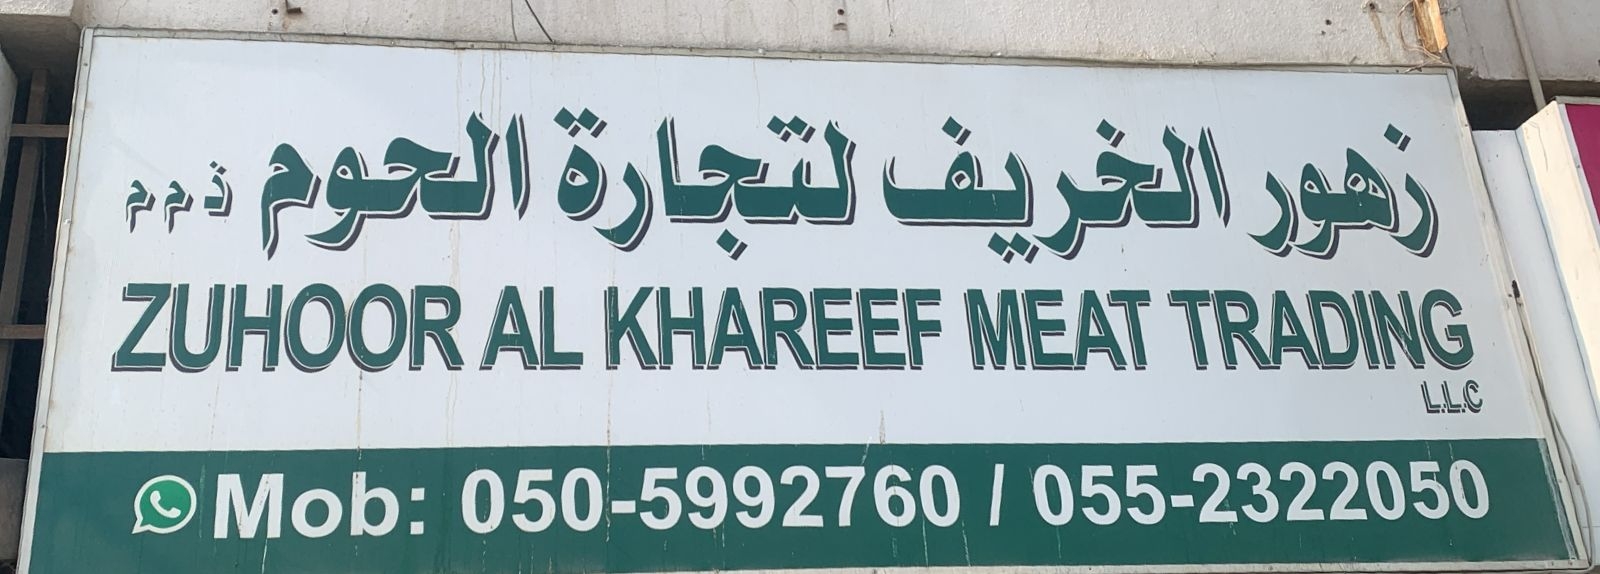 زهور الخريف لتجارة الحوم ذ.م.م
ZUHOOR AL KHAREEF MEAT TRADING
L.L.C
Mob: 050-5992760 / 055-2322050